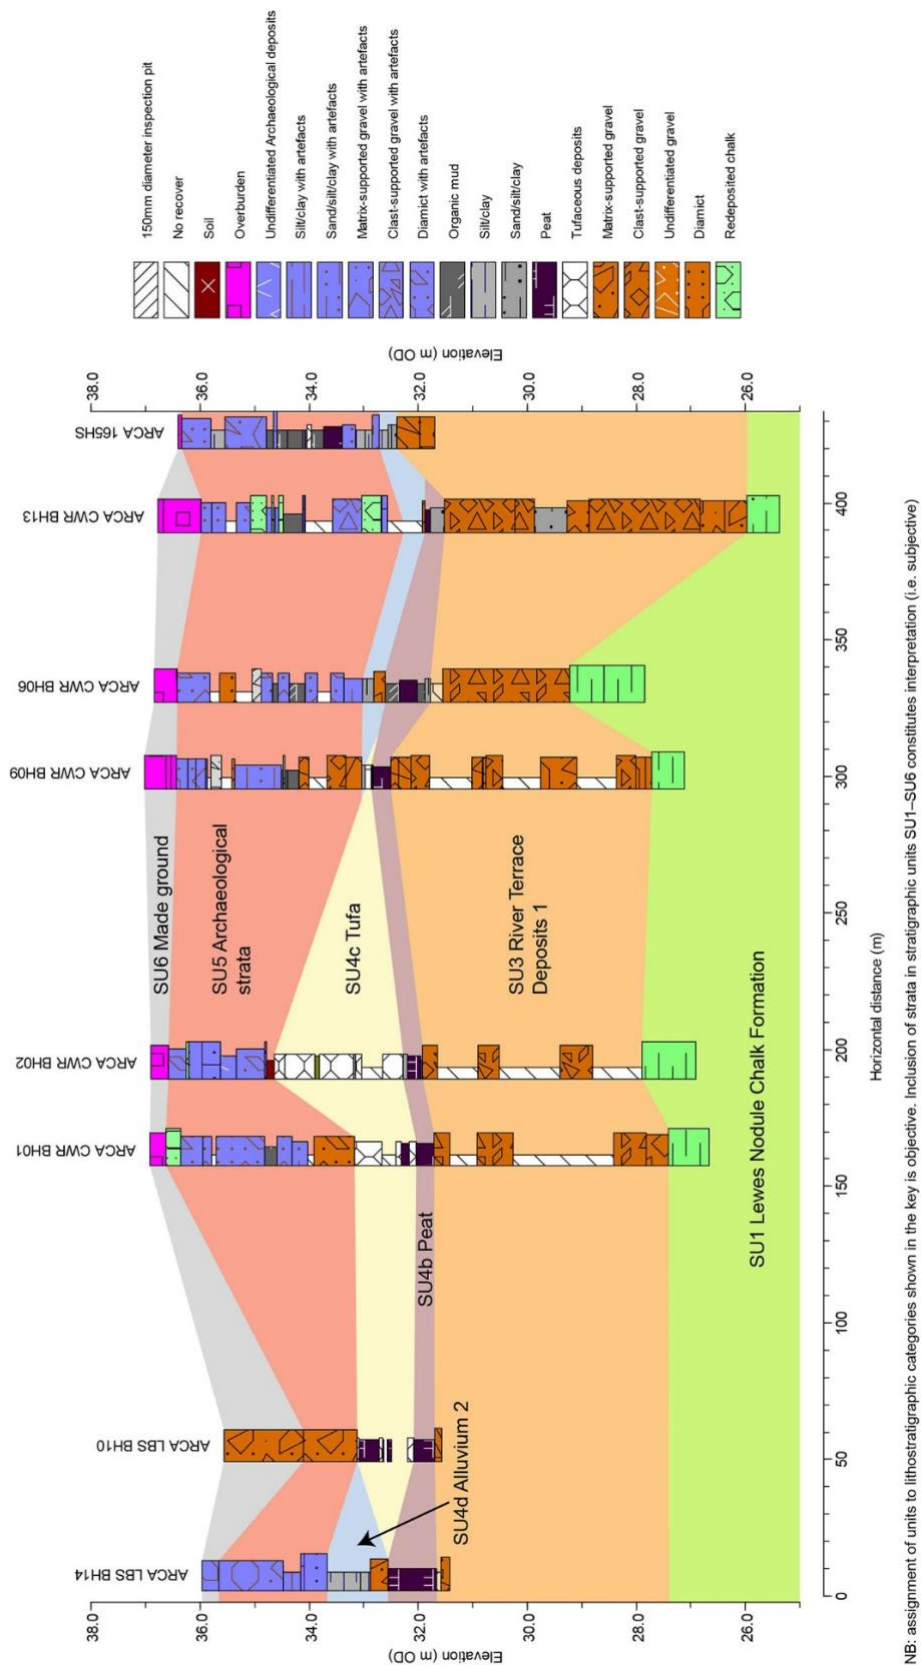 ARCA LBS BH14
ARCA LBS BH10
ARCA CWR BH01
ARCA CWR BH02
ARCA CWR BH09
ARCA CWR BH06
ARCA CWR BH13
ARCA 165HS
38.0
36.0
34.0
32.0
30.0
28.0
26.0
Elevation (m OD)
SU6 Made ground
SU5 Archaeological
strata
SU4c Tufa
SU4b Peat
SU4d Alluvium 2
SU3 River Terrace
Deposits 1
SU1 Lewes Nodule Chalk Formation
38.0
36.0
34.0
32.0
30.0
28.0
26.0
Elevation (m OD)
0
50
100
150
200
250
300
350
400
Horizontal distance (m)
150mm diameter inspection pit
No recover
Soil
Overburden
Undifferentiated Archaeological deposits
Silt/clay with artefacts
Sand/silt/clay with artefacts
Matrix-supported gravel with artefacts
Clast-supported gravel with artefacts
Diamict with artefacts
Organic mud
Silt/clay
Sand/silt/clay
Peat
Tufaceous deposits
Matrix-supported gravel
Clast-supported gravel
Undifferentiated gravel
Diamict
Redeposited chalk
NB: assignment of units to lithostratigraphic categories shown in the key is objective. Inclusion of strata in stratigraphic units SU1–SU6 constitutes interpretation (i.e. subjective)